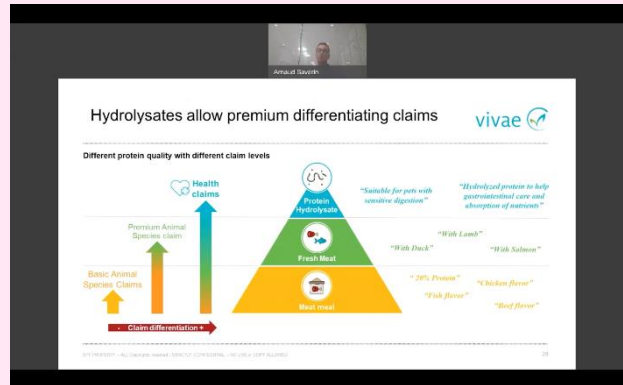 Arnaud Savarin
Hydrolysates allow premium differentiating claims
vivae
Different protein quality with different claim levels
Health
claims
Premium Animal
Species claim
Basic Animal
Species Claims
- Claim differentiation +
Protein
Hydrolysate
Fresh Meat
Meat meal
"Suitable for pets with
sensitive digestion"
"Hydrolyzed protein to help
gastrointestinal care and
absorption of nutrients"
"With Lamb"
"With Duck"
"With Salmon"
" 20% Protein"
"Chicken flavor"
"Fish flavor"
"Beef flavor"